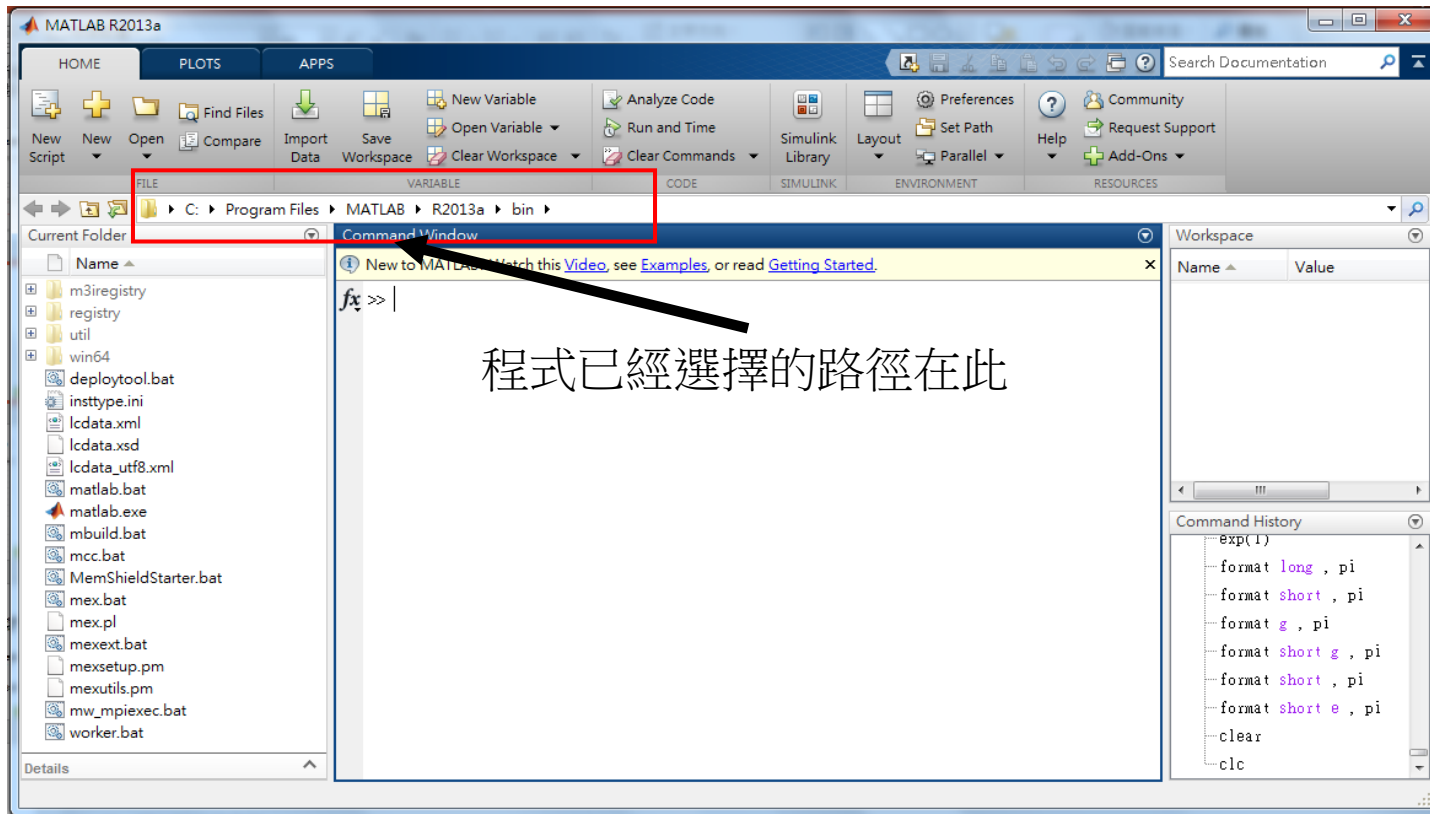 MATLAB R2013a
HOME PLOTS APPS Search Documentation
New Script New Open Find Files Compare Import Data Save Workspace New Variable Open Variable Clear Workspace Analyze Code Run and Time Clear Commands Simulink Library Layout Preferences Set Path Parallel Help Community Request Support Add-Ons
FILE VARIABLE CODE SIMULINK ENVIRONMENT RESOURCES
C: Program Files MATLAB R2013a bin
Current Folder
Name
m3iregistry
registry
util
win64
deploytool.bat
insttype.ini
lcdata.xml
lcdata.xsd
lcdata_utf8.xml
matlab.bat
matlab.exe
mbuild.bat
mcc.bat
MemShieldStarter.bat
mex.bat
mex.pl
mexext.bat
mexsetup.pm
mexutils.pm
mw_mpiexec.bat
worker.bat
Details
Command Window
New to MATLAB? Watch this Video, see Examples, or read Getting Started.
fx >>
程式已經選擇的路徑在此
Workspace
Name Value
Command History
exp(1)
format long , pi
format short , pi
format g , pi
format short g , pi
format short , pi
format short e , pi
clear
clc